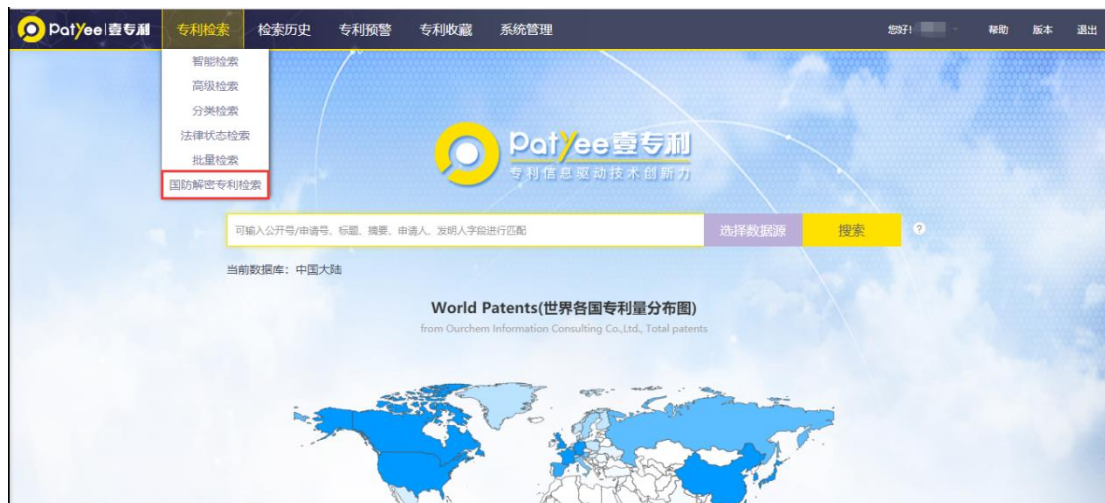 Patyee 壹专利 专利检索 检索历史 专利预警 专利收藏 系统管理 您好! 帮助 版本 退出
智能检索
高级检索
分类检索
法律状态检索
批量检索
国防解密专利检索
Patyee壹专利
专利信息驱动技术创新力
可输入公开号/申请号、标题、摘要、申请人、发明人字段进行匹配 选择数据源 搜索 ?
当前数据库：中国大陆
World Patents(世界各国专利量分布图)
from Ourchem Information Consulting Co.,Ltd., Total patents